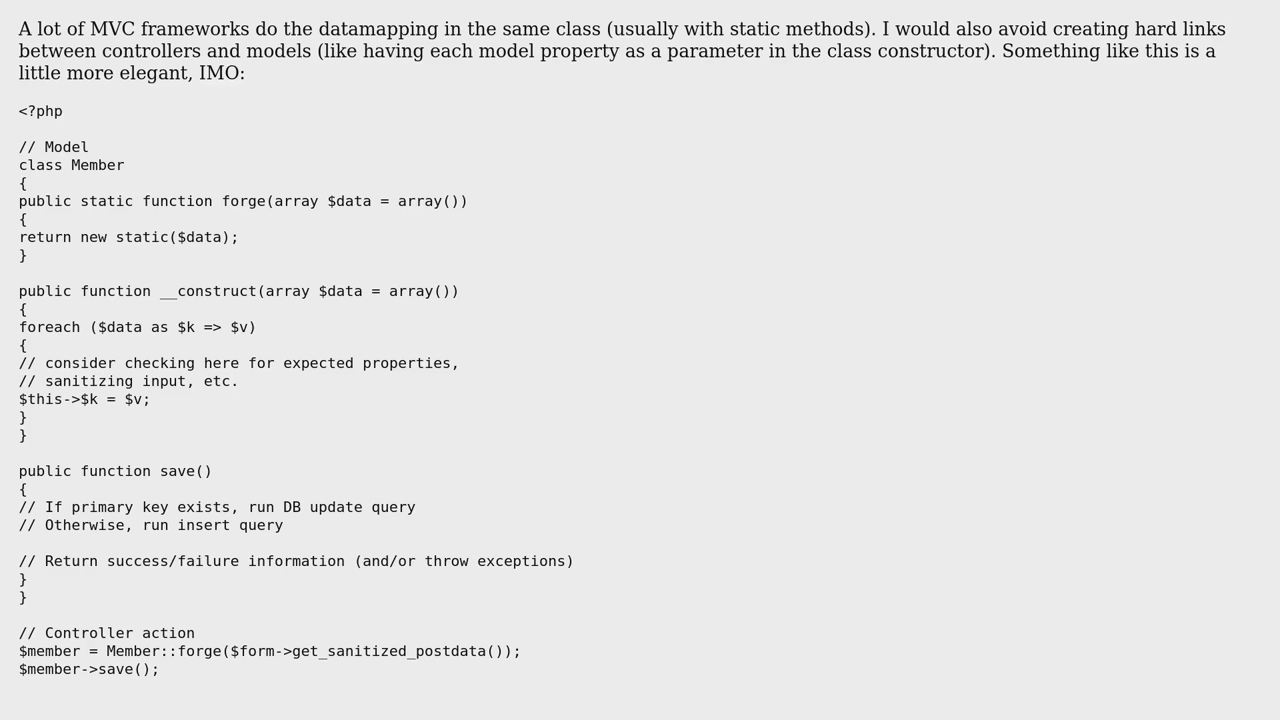 A lot of MVC frameworks do the datamapping in the same class (usually with static methods). I would also avoid creating hard links
between controllers and models (like having each model property as a parameter in the class constructor). Something like this is a
little more elegant, IMO:
<?php
// Model
class Member
{
public static function forge(array $data = array())
{
return new static($data);
}
public function __construct(array $data = array())
{
foreach ($data as $k => $v)
{
// consider checking here for expected properties,
// sanitizing input, etc.
$this->$k = $v;
}
}
public function save()
{
// If primary key exists, run DB update query
// Otherwise, run insert query
// Return success/failure information (and/or throw exceptions)
}
}
// Controller action
$member = Member::forge($form->get_sanitized_postdata());
$member->save();